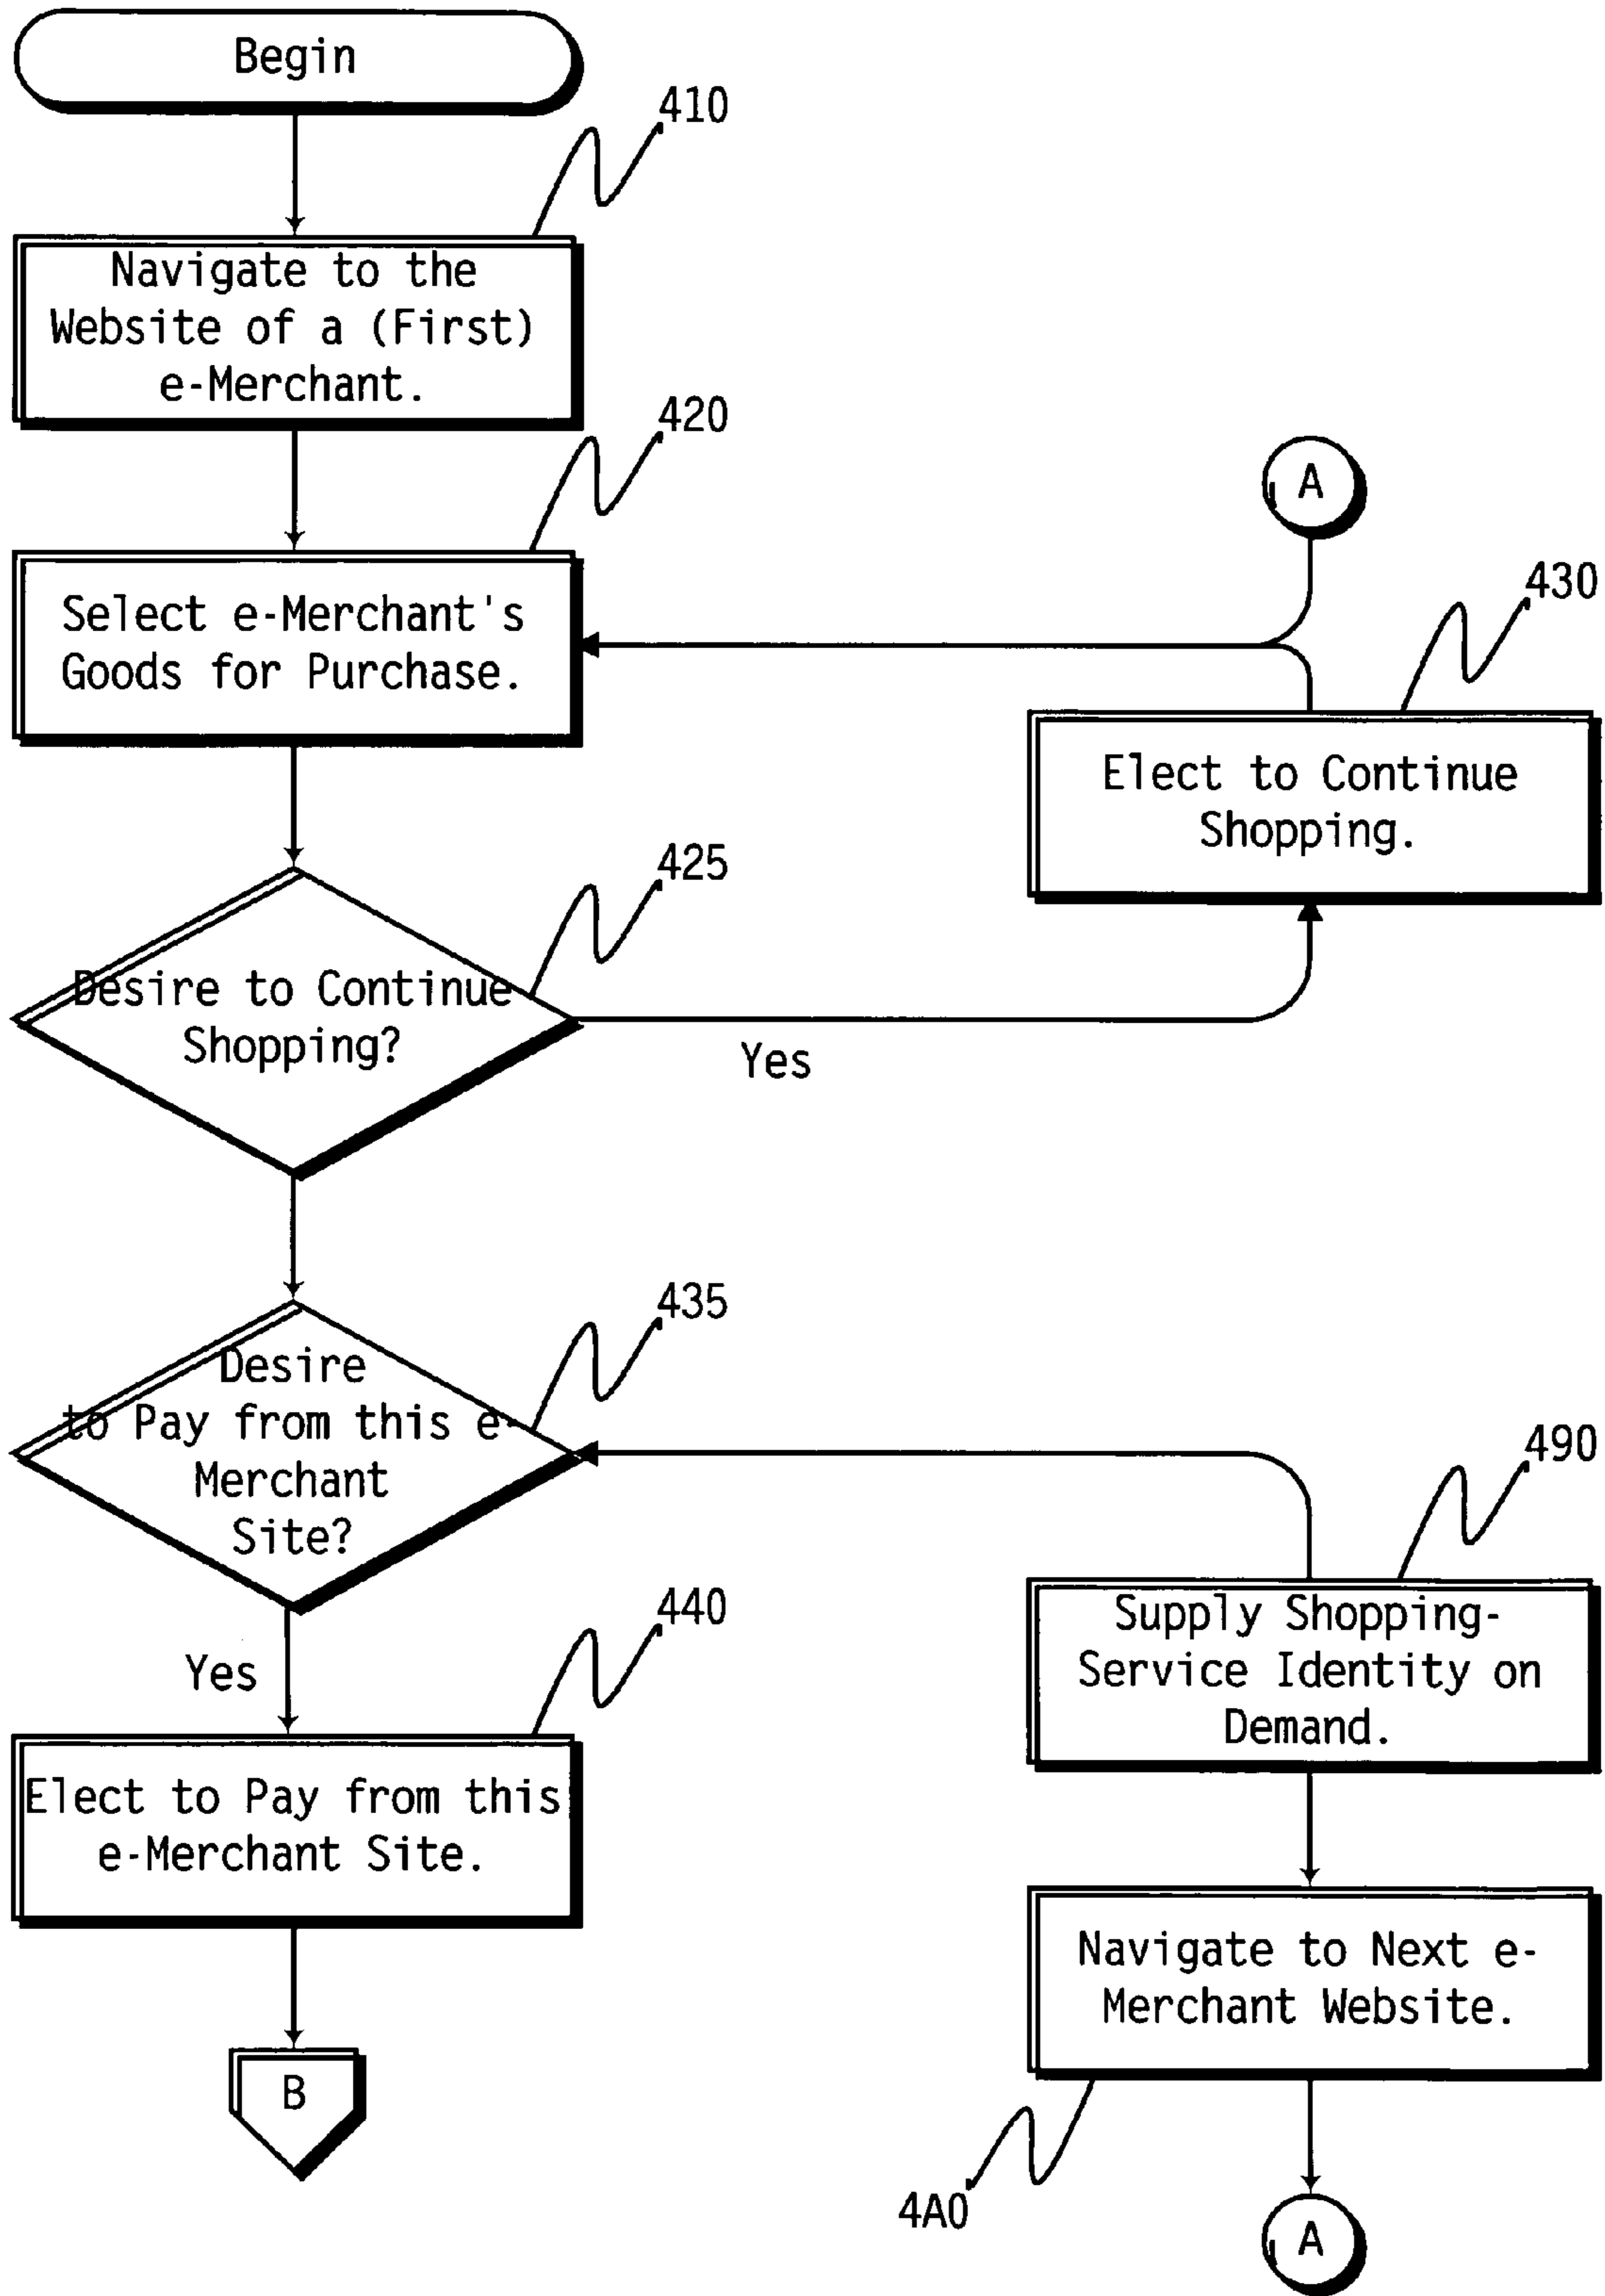 Begin
410
Navigate to the
Website of a (First)
e-Merchant.
420
Select e-Merchant's
Goods for Purchase.
A
430
Elect to Continue
Shopping.
425
Desire to Continue
Shopping?
Yes
435
Desire
to Pay from this e-
Merchant
Site?
Yes
440
Elect to Pay from this
e-Merchant Site.
B
490
Supply Shopping-
Service Identity on
Demand.
Navigate to Next e-
Merchant Website.
4A0
A